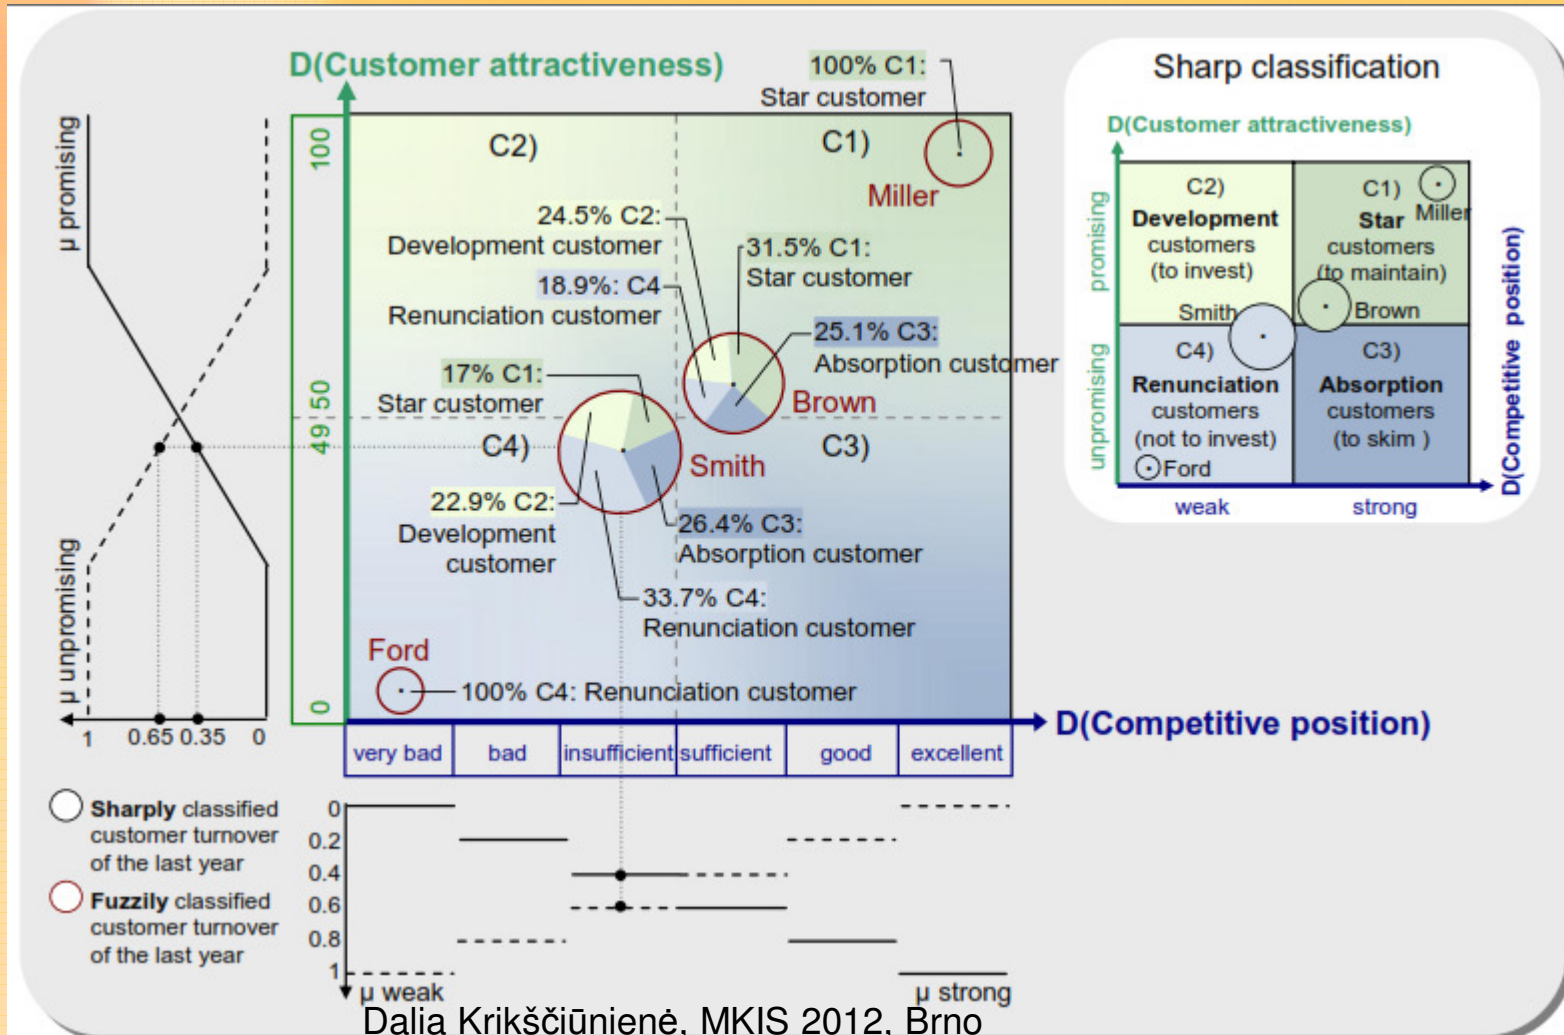 D(Customer attractiveness)
100% C1:
Star customer
C2)
C1)
Miller
24.5% C2:
Development customer
31.5% C1:
Star customer
18.9%: C4
Renunciation customer
25.1% C3:
Absorption customer
17% C1:
Star customer
Brown
C4)
C3)
Smith
22.9% C2:
Development
customer
26.4% C3:
Absorption customer
33.7% C4:
Renunciation customer
Ford
100% C4: Renunciation customer
D(Competitive position)
100
49 50
0
µ promising
µ unpromising
1 0.65 0.35 0
very bad bad insufficient sufficient good excellent
0
0.2
0.4
0.6
0.8
1
µ weak
µ strong
Sharply classified
customer turnover
of the last year
Fuzzily classified
customer turnover
of the last year
Sharp classification
D(Customer attractiveness)
C2)
Development
customers
(to invest)
C1)
Miller
Star
customers
(to maintain)
Smith
Brown
C4)
Renunciation
customers
(not to invest)
Ford
C3)
Absorption
customers
(to skim )
promising
unpromising
weak
strong
D(Competitive position)
Dalia Krikščiūnienė, MKIS 2012, Brno